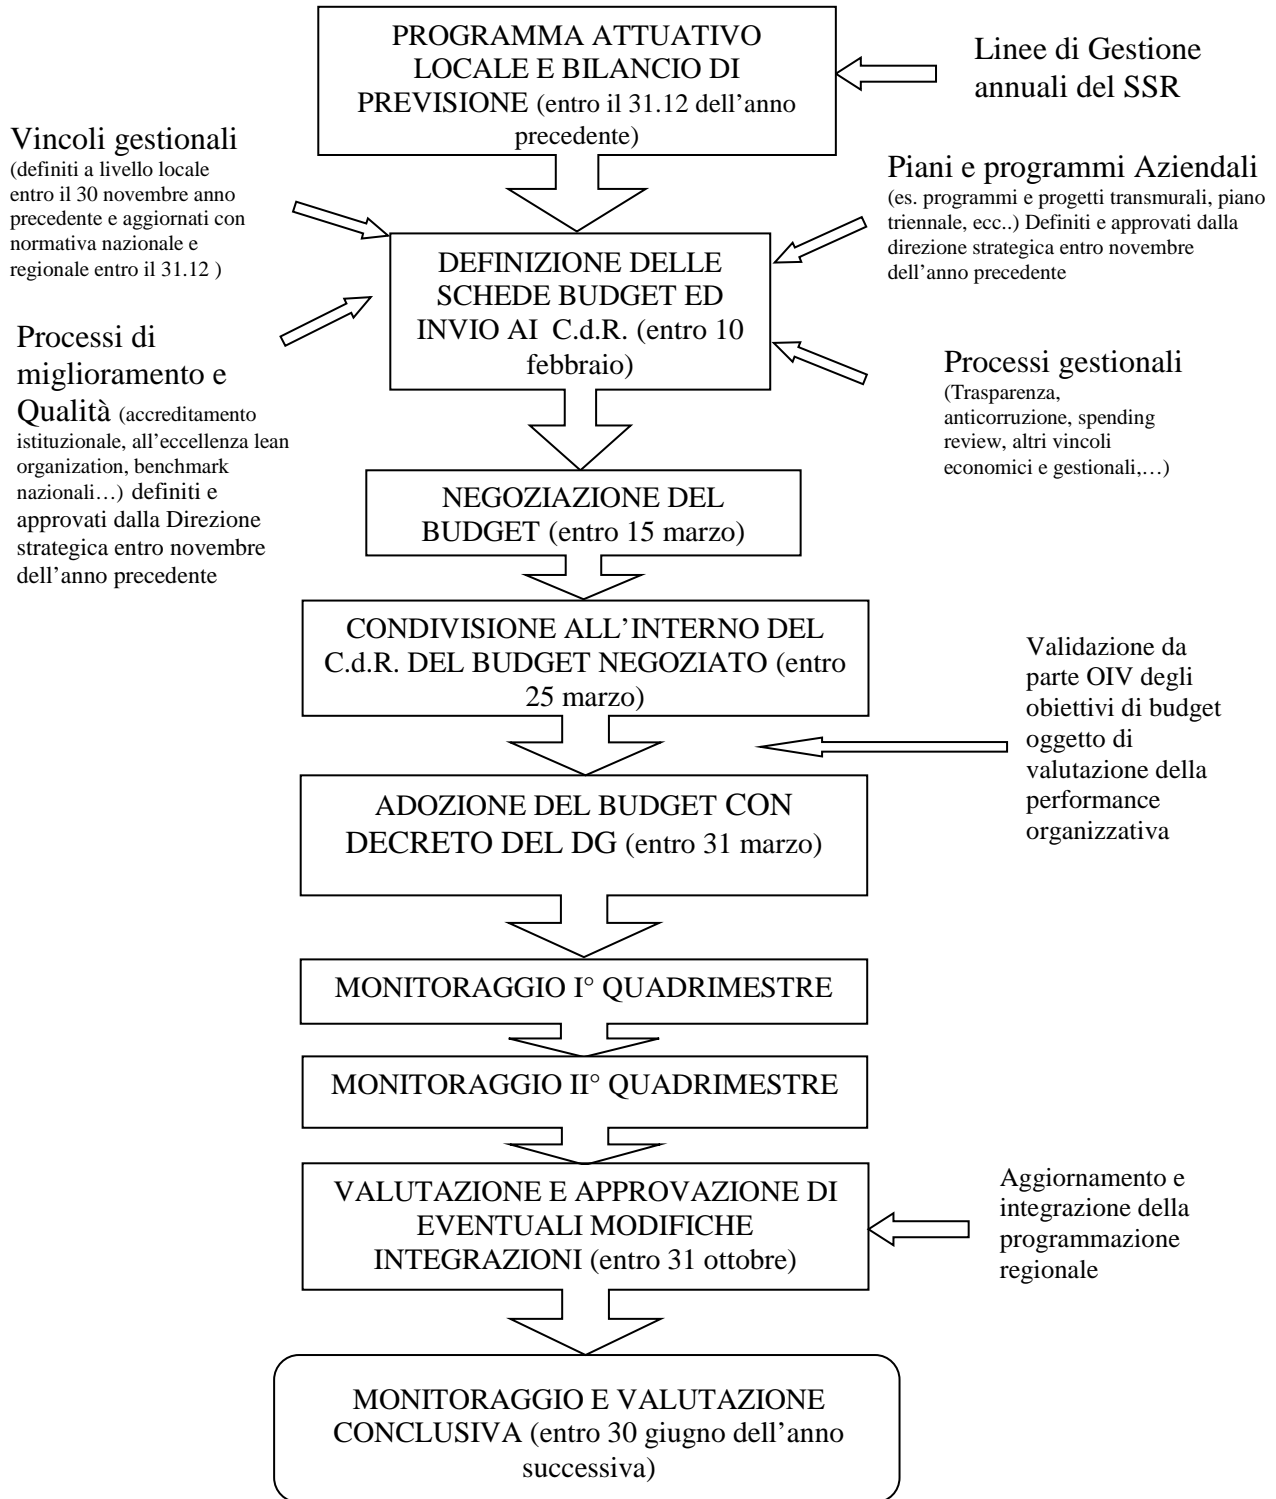 PROGRAMMA ATTUATIVO
LOCALE E BILANCIO DI
PREVISIONE (entro il 31.12 dell’anno
precedente)
Linee di Gestione
annuali del SSR
Vincoli gestionali
(definiti a livello locale
entro il 30 novembre anno
precedente e aggiornati con
normativa nazionale e
regionale entro il 31.12 )
Piani e programmi Aziendali
(es. programmi e progetti transmurali, piano
triennale, ecc..) Definiti e approvati dalla
direzione strategica entro novembre
dell’anno precedente
DEFINIZIONE DELLE
SCHEDE BUDGET ED
INVIO AI C.d.R. (entro 10
febbraio)
Processi di
miglioramento e
Qualità (accreditamento
istituzionale, all’eccellenza lean
organization, benchmark
nazionali…) definiti e
approvati dalla Direzione
strategica entro novembre
dell’anno precedente
Processi gestionali
(Trasparenza,
anticorruzione, spending
review, altri vincoli
economici e gestionali,…)
NEGOZIAZIONE DEL
BUDGET (entro 15 marzo)
CONDIVISIONE ALL’INTERNO DEL
C.d.R. DEL BUDGET NEGOZIATO (entro
25 marzo)
Validazione da
parte OIV degli
obiettivi di budget
oggetto di
valutazione della
performance
organizzativa
ADOZIONE DEL BUDGET CON
DECRETO DEL DG (entro 31 marzo)
MONITORAGGIO I° QUADRIMESTRE
MONITORAGGIO II° QUADRIMESTRE
VALUTAZIONE E APPROVAZIONE DI
EVENTUALI MODIFICHE
INTEGRAZIONI (entro 31 ottobre)
Aggiornamento e
integrazione della
programmazione
regionale
MONITORAGGIO E VALUTAZIONE
CONCLUSIVA (entro 30 giugno dell’anno
successiva)